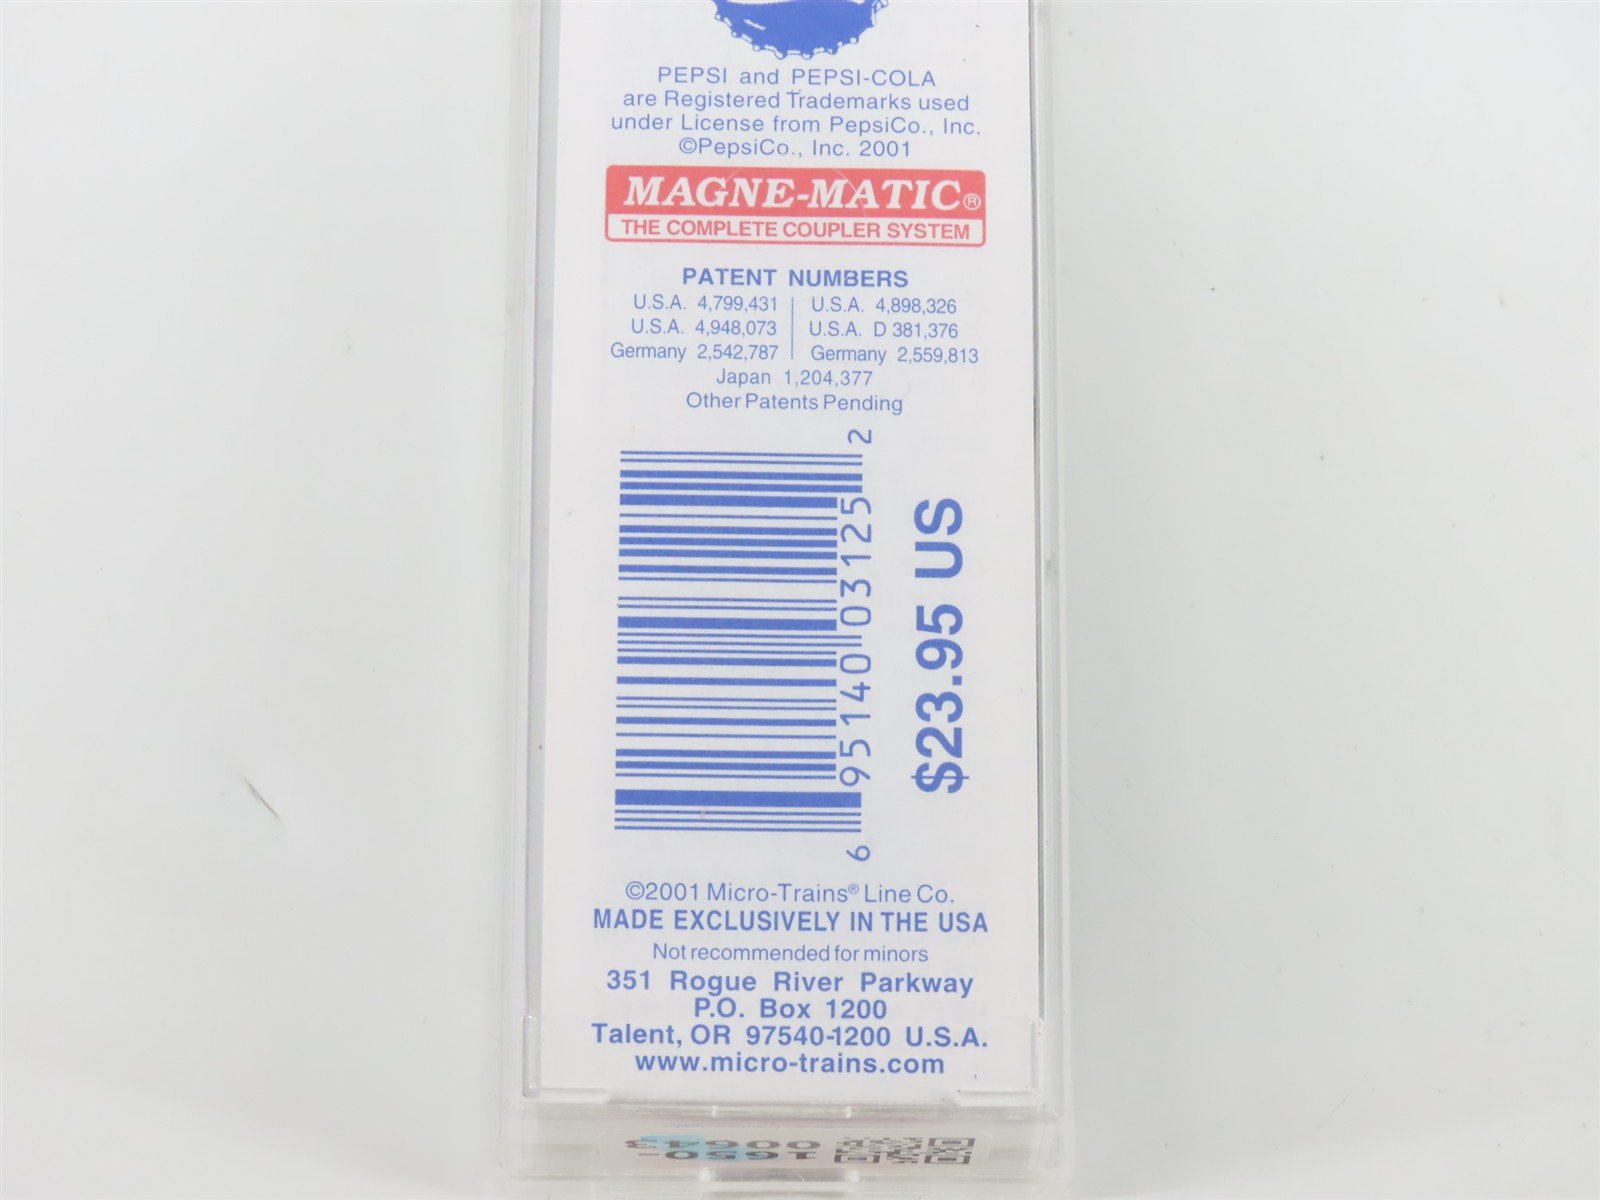 PEPSI and PEPSI-COLA
are Registered Trademarks used
under License from PepsiCo., Inc.
©PepsiCo., Inc. 2001
MAGNE-MATIC®
THE COMPLETE COUPLER SYSTEM
PATENT NUMBERS
U.S.A. 4,799,431 | U.S.A. 4,898,326
U.S.A. 4,948,073 | U.S.A. D 381,376
Germany 2,542,787 | Germany 2,559,813
Japan 1,204,377
Other Patents Pending
6 95140 03125 2
$23.95 US
©2001 Micro-Trains® Line Co.
MADE EXCLUSIVELY IN THE USA
Not recommended for minors
351 Rogue River Parkway
P.O. Box 1200
Talent, OR 97540-1200 U.S.A.
www.micro-trains.com
1650-
000643